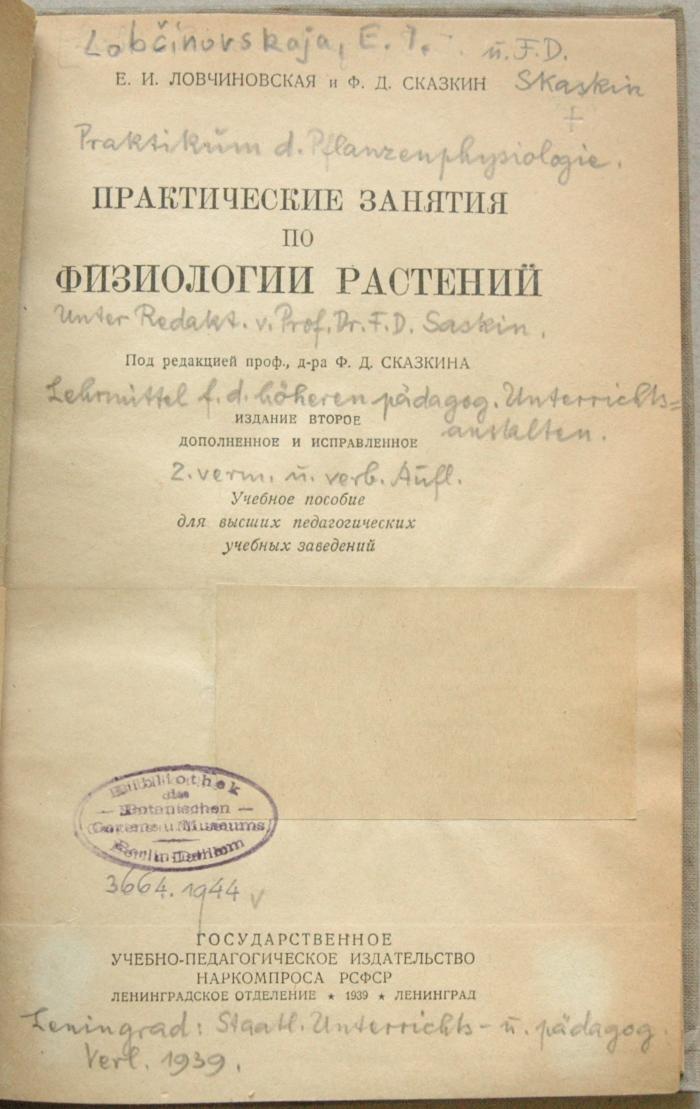 Lobčinovskaja, E. I. u. F. D.
Е. И. ЛОВЧИНОВСКАЯ и Ф. Д. СКАЗКИН
Skaskin
+
Praktikum d. Pflanzenphysiologie.
ПРАКТИЧЕСКИЕ ЗАНЯТИЯ
ПО
ФИЗИОЛОГИИ РАСТЕНИЙ
Unter Redakt. v. Prof. Dr. F. D. Saskin.
Под редакцией проф., д-ра Ф. Д. СКАЗКИНА
Lehrmittel f. d. höheren pädagog. Unterrichts=
ИЗДАНИЕ ВТОРОЕ
anstalten.
ДОПОЛНЕННОЕ И ИСПРАВЛЕННОЕ
2. verm. u. verb. Aufl.
Учебное пособие
для высших педагогических
учебных заведений
Bibliothek
des
Botanischen
Gartens u. Museums
Berlin-Dahlem
3664. 1944
ГОСУДАРСТВЕННОЕ
УЧЕБНО-ПЕДАГОГИЧЕСКОЕ ИЗДАТЕЛЬСТВО
НАРКОМПРОСА РСФСР
ЛЕНИНГРАДСКОЕ ОТДЕЛЕНИЕ ★ 1939 ★ ЛЕНИНГРАД
Leningrad: Staatl. Unterrichts- u. pädagog.
Verl. 1939.